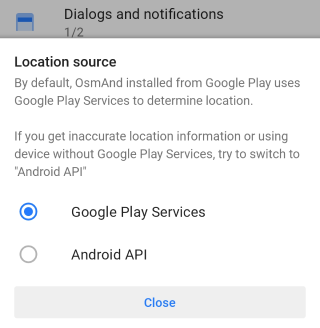 Dialogs and notifications
1/2
Location source
By default, OsmAnd installed from Google Play uses
Google Play Services to determine location.
If you get inaccurate location information or using
device without Google Play Services, try to switch to
"Android API"
Google Play Services
Android API
Close